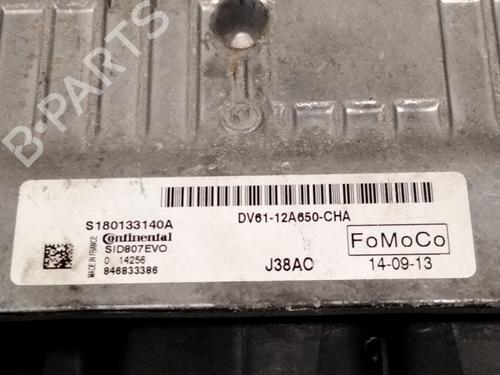 B-PARTS
S180133140A
Continental
SID807EVO
0 14256
846833386
MADE IN FRANCE
DV61-12A650-CHA
FoMoCo
J38AC
14-09-13